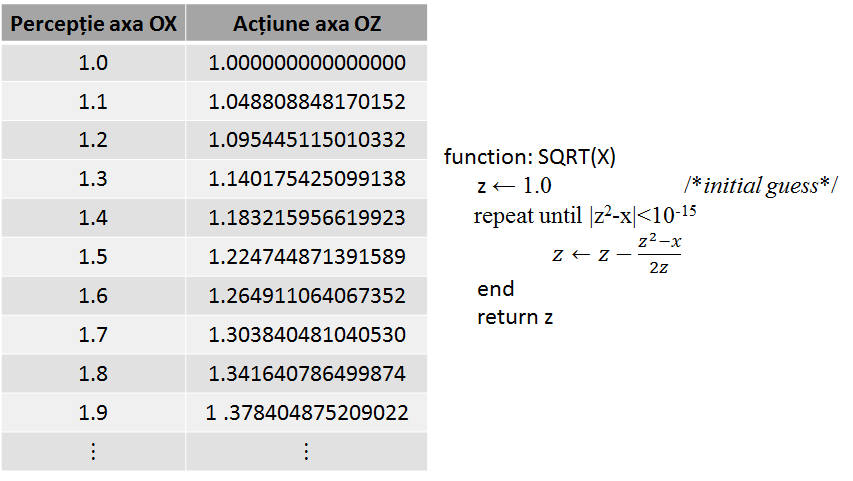 Percepție axa OX Acțiune axa OZ
1.0 1.000000000000000
1.1 1.048808848170152
1.2 1.095445115010332
1.3 1.140175425099138
1.4 1.183215956619923
1.5 1.224744871391589
1.6 1.264911064067352
1.7 1.303840481040530
1.8 1.341640786499874
1.9 1 .378404875209022
⋮ ⋮
function: SQRT(X)
z ← 1.0 /*initial guess*/
repeat until |z²-x|<10⁻¹⁵
z ← z − (z²−x)/2z
end
return z